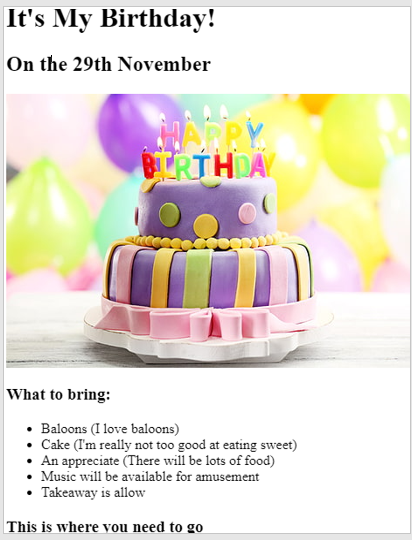 It's My Birthday!
On the 29th November
HAPPY
BIRTHDAY
What to bring:
Baloons (I love baloons)
Cake (I'm really not too good at eating sweet)
An appreciate (There will be lots of food)
Music will be available for amusement
Takeaway is allow
This is where you need to go